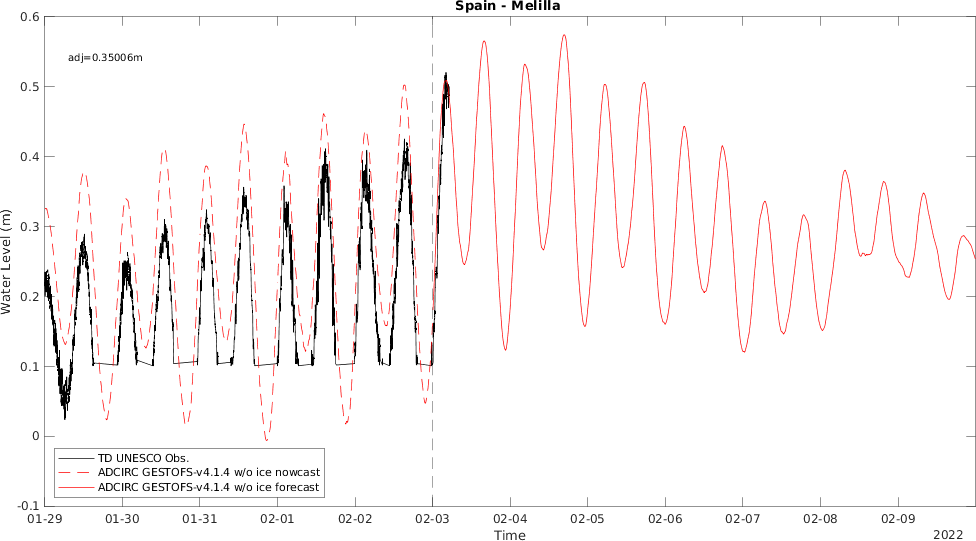 Spain - Melilla
0.6
adj=0.35006m
0.5
0.4
0.3
0.2
0.1
0
-0.1
Water Level (m)
TD UNESCO Obs.
ADCIRC GESTOFS-v4.1.4 w/o ice nowcast
ADCIRC GESTOFS-v4.1.4 w/o ice forecast
01-29 01-30 01-31 02-01 02-02 02-03 02-04 02-05 02-06 02-07 02-08 02-09
Time
2022